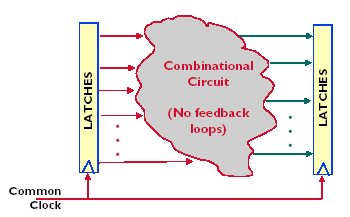 LATCHES
Combinational
Circuit
(No feedback
loops)
LATCHES
Common
Clock